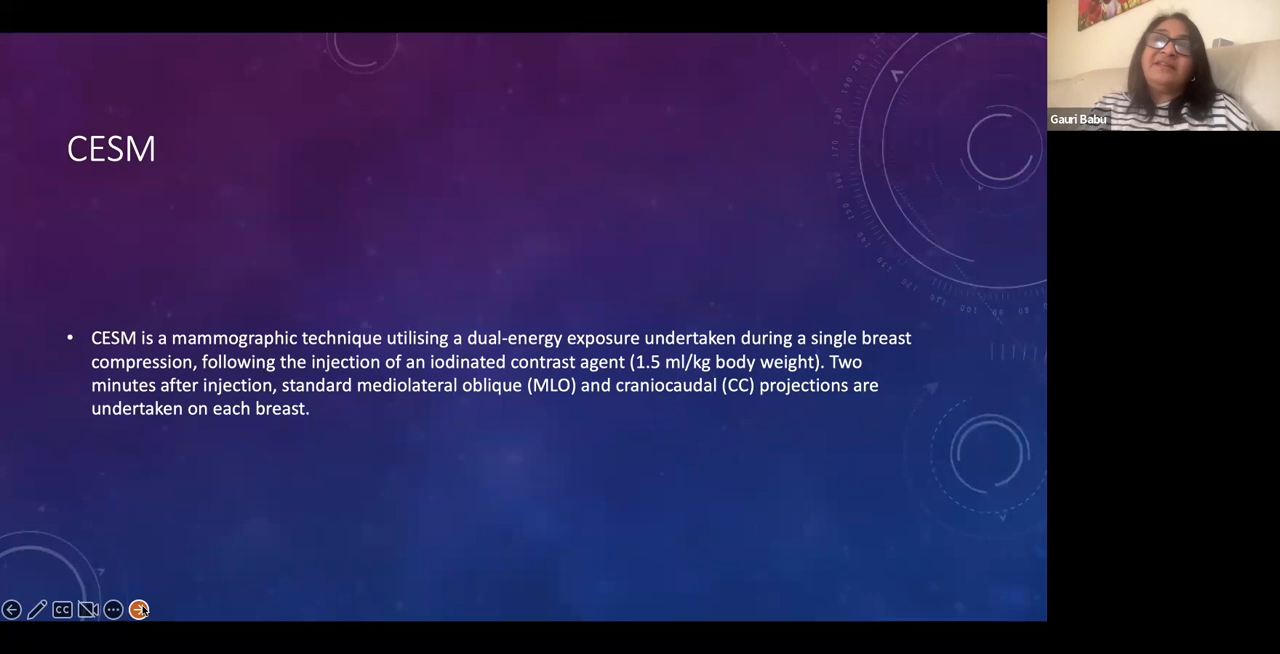 CESM
• CESM is a mammographic technique utilising a dual-energy exposure undertaken during a single breast
compression, following the injection of an iodinated contrast agent (1.5 ml/kg body weight). Two
minutes after injection, standard mediolateral oblique (MLO) and craniocaudal (CC) projections are
undertaken on each breast.
Gauri Babu
CC